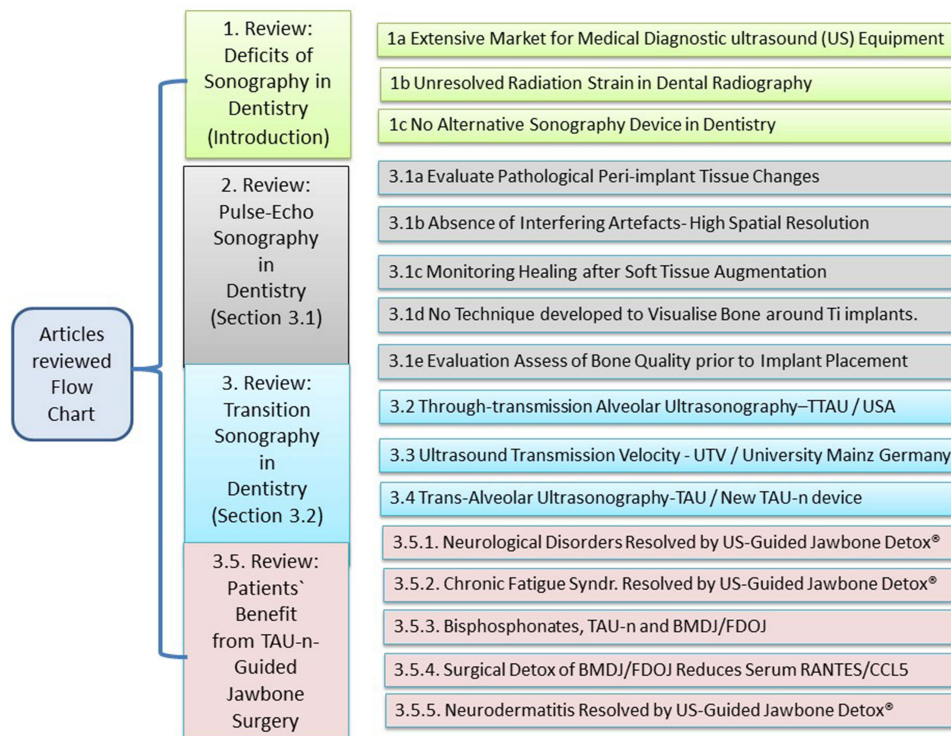 Articles
reviewed
Flow
Chart
1. Review:
Deficits of
Sonography in
Dentistry
(Introduction)
1a Extensive Market for Medical Diagnostic ultrasound (US) Equipment
1b Unresolved Radiation Strain in Dental Radiography
1c No Alternative Sonography Device in Dentistry
2. Review:
Pulse-Echo
Sonography
in
Dentistry
(Section 3.1)
3.1a Evaluate Pathological Peri-implant Tissue Changes
3.1b Absence of Interfering Artefacts- High Spatial Resolution
3.1c Monitoring Healing after Soft Tissue Augmentation
3.1d No Technique developed to Visualise Bone around Ti implants.
3.1e Evaluation Assess of Bone Quality prior to Implant Placement
3. Review:
Transition
Sonography
in
Dentistry
(Section 3.2)
3.2 Through-transmission Alveolar Ultrasonography–TTAU / USA
3.3 Ultrasound Transmission Velocity - UTV / University Mainz Germany
3.4 Trans-Alveolar Ultrasonography-TAU / New TAU-n device
3.5. Review:
Patients`
Benefit
from TAU-n-
Guided
Jawbone
Surgery
3.5.1. Neurological Disorders Resolved by US-Guided Jawbone Detox®
3.5.2. Chronic Fatigue Syndr. Resolved by US-Guided Jawbone Detox®
3.5.3. Bisphosphonates, TAU-n and BMDJ/FDOJ
3.5.4. Surgical Detox of BMDJ/FDOJ Reduces Serum RANTES/CCL5
3.5.5. Neurodermatitis Resolved by US-Guided Jawbone Detox®